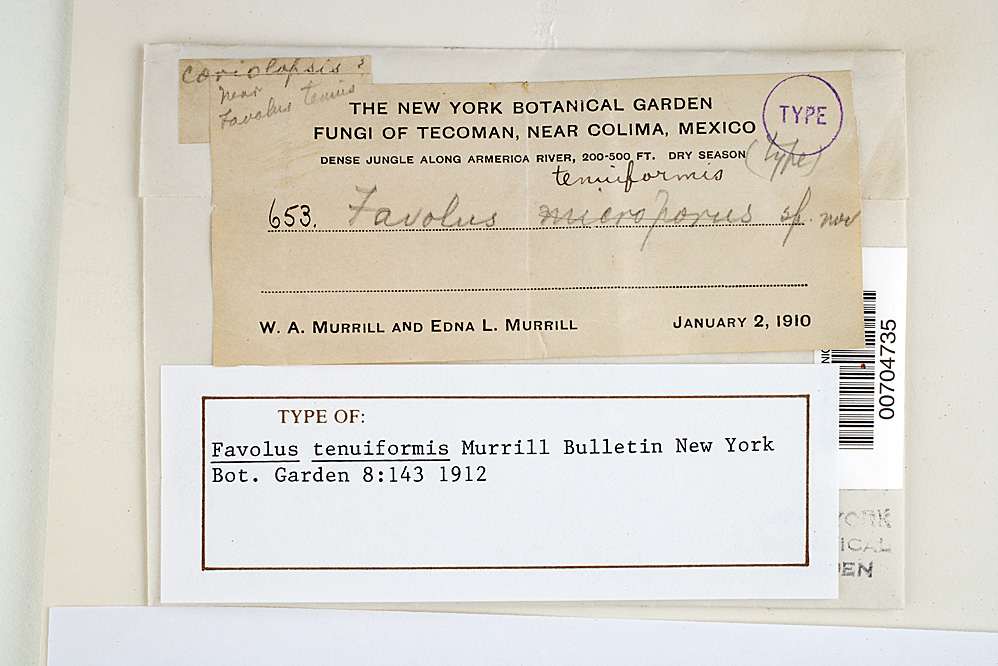 Coriolopsis ?
near
Favolus tenuis
THE NEW YORK BOTANICAL GARDEN
FUNGI OF TECOMAN, NEAR COLIMA, MEXICO
TYPE
DENSE JUNGLE ALONG ARMERICA RIVER, 200-500 FT. DRY SEASON
(type)
tenuiformis
653. Favolus microporus sp. nov
W. A. MURRILL AND EDNA L. MURRILL
JANUARY 2, 1910
00704735
TYPE OF:
Favolus tenuiformis Murrill Bulletin New York
Bot. Garden 8:143 1912
YORK
ICAL
DEN